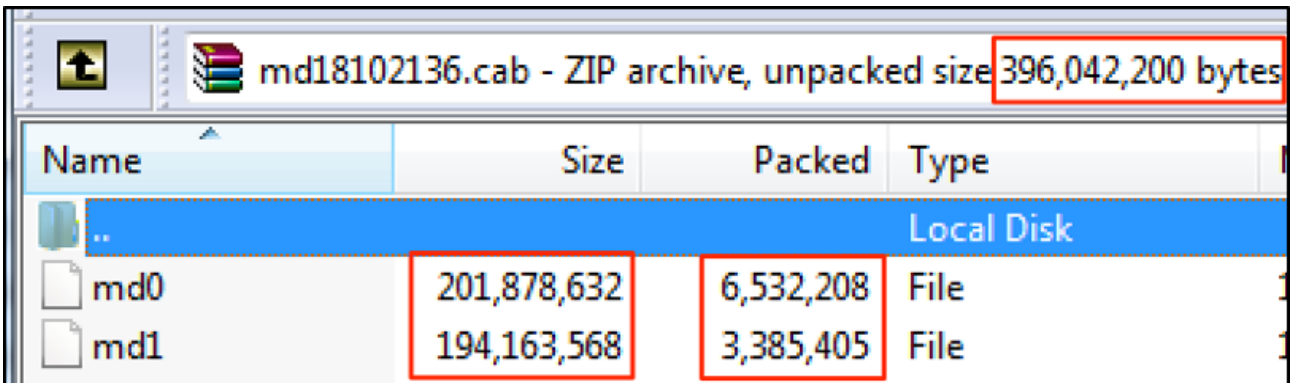 md18102136.cab - ZIP archive, unpacked size 396,042,200 bytes
Name Size Packed Type
.. Local Disk
md0 201,878,632 6,532,208 File
md1 194,163,568 3,385,405 File